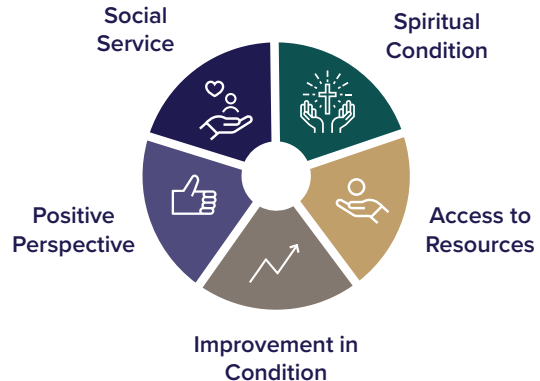 Social
Service
Spiritual
Condition
Positive
Perspective
Access to
Resources
Improvement in
Condition